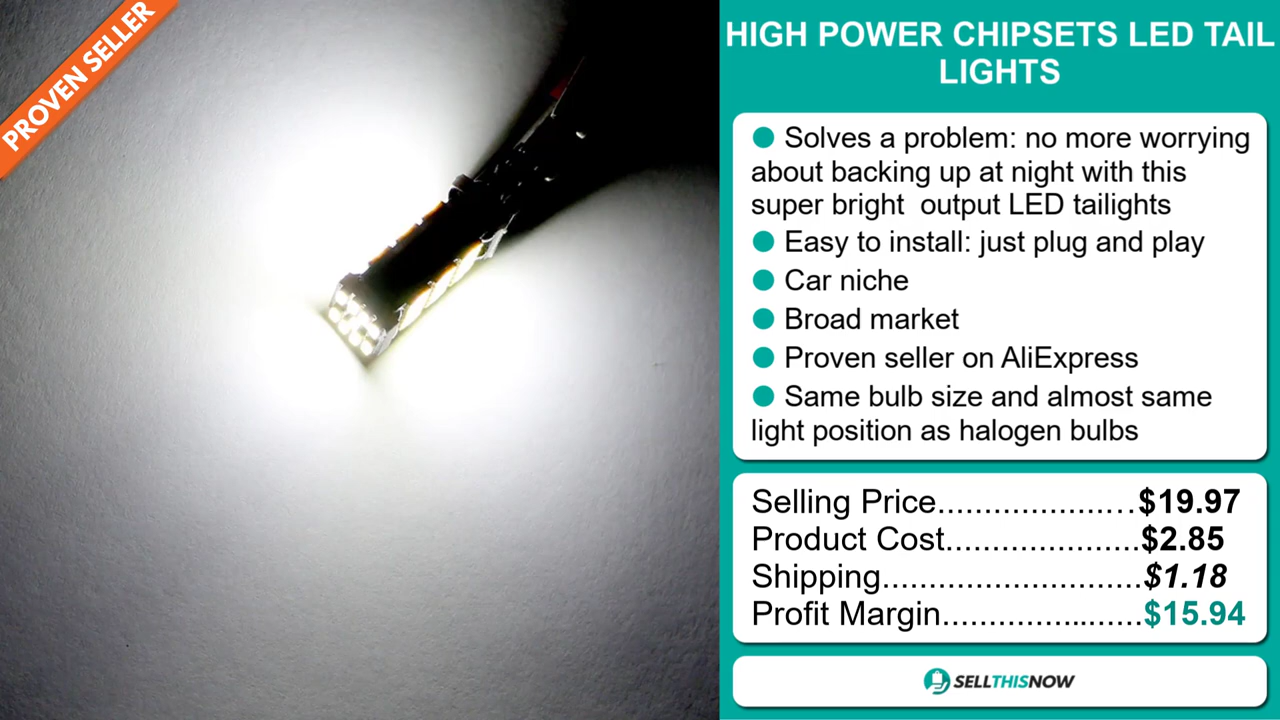 PROVEN SELLER
HIGH POWER CHIPSETS LED TAIL
LIGHTS
● Solves a problem: no more worrying
about backing up at night with this
super bright  output LED tailights
● Easy to install: just plug and play
● Car niche
● Broad market
● Proven seller on AliExpress
● Same bulb size and almost same
light position as halogen bulbs
Selling Price......................$19.97
Product Cost.....................$2.85
Shipping............................$1.18
Profit Margin......................$15.94
SELLTHISNOW